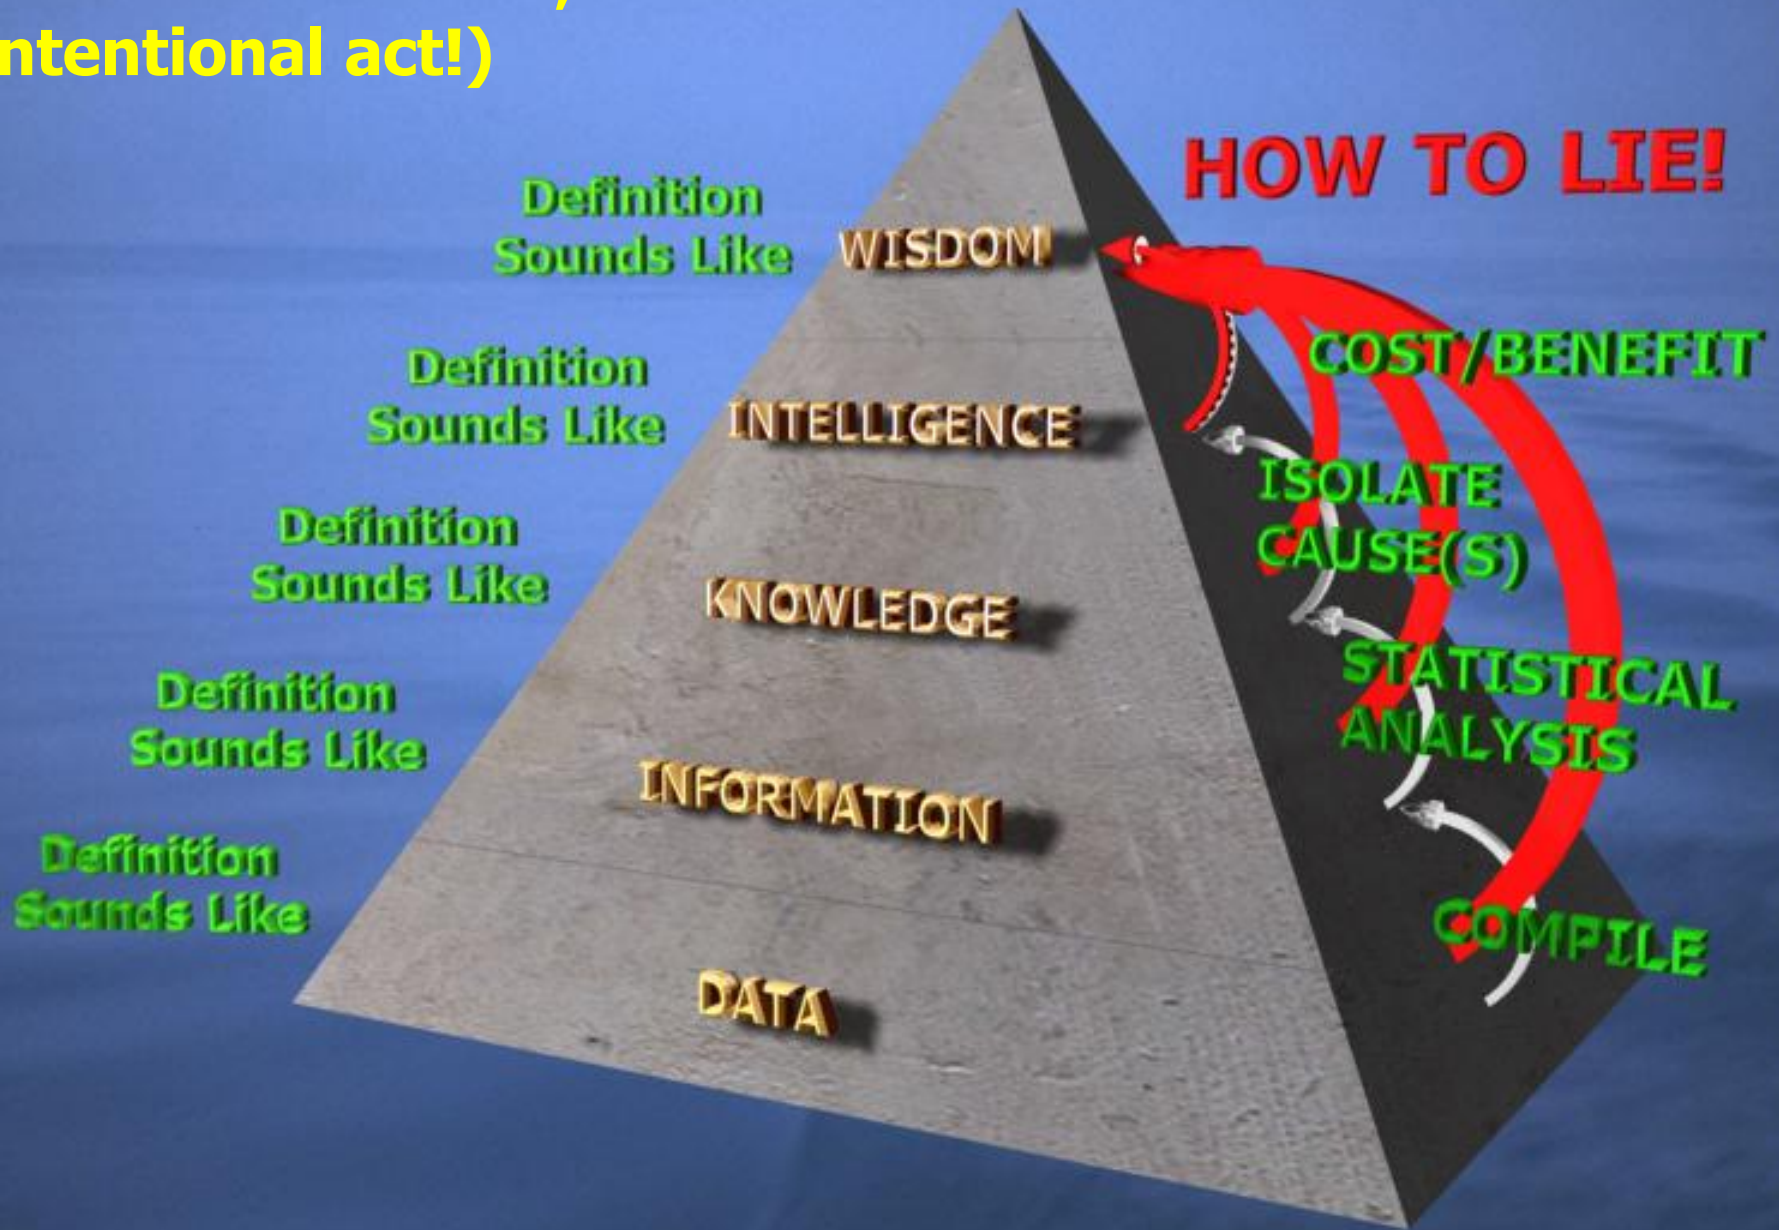 ntentional act!)
HOW TO LIE!
Definition
Sounds Like
WISDOM
COST/BENEFIT
Definition
Sounds Like
INTELLIGENCE
ISOLATE
CAUSE(S)
Definition
Sounds Like
KNOWLEDGE
STATISTICAL
ANALYSIS
Definition
Sounds Like
INFORMATION
Definition
Sounds Like
COMPILE
DATA